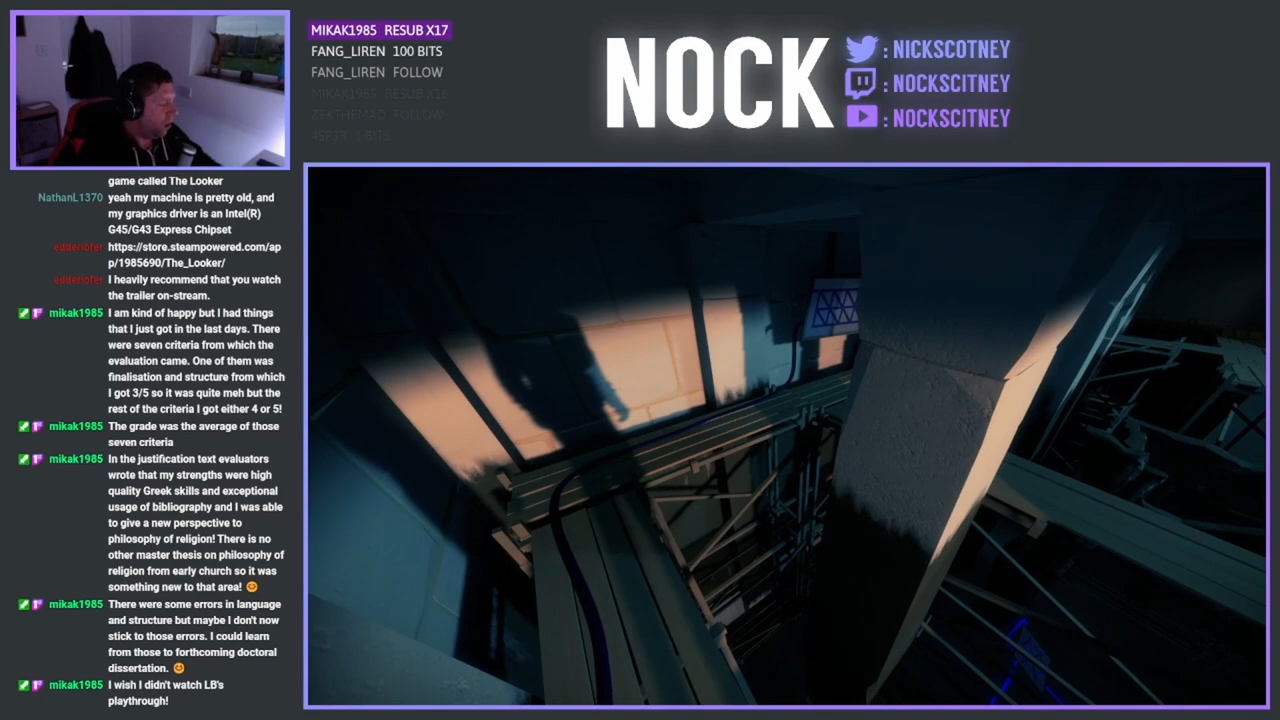 MIKAK1985 RESUB X17
FANG_LIREN 100 BITS
FANG_LIREN FOLLOW
MIKAK1985 RESUB X16
ZEKTHEMAD FOLLOW
4SP3R 1 BITS
NOCK
: NICKSCOTNEY
: NOCKSCITNEY
: NOCKSCITNEY
game called The Looker
NathanL1370 yeah my machine is pretty old, and
my graphics driver is an Intel(R)
G45/G43 Express Chipset
https://store.steampowered.com/ap
p/1985690/The_Looker/
I heavily recommend that you watch
the trailer on-stream.
mikak1985 I am kind of happy but I had things
that I just got in the last days. There
were seven criteria from which the
evaluation came. One of them was
finalisation and structure from which
I got 3/5 so it was quite meh but the
rest of the criteria I got either 4 or 5!
mikak1985 The grade was the average of those
seven criteria
mikak1985 In the justification text evaluators
wrote that my strengths were high
quality Greek skills and exceptional
usage of bibliography and I was able
to give a new perspective to
philosophy of religion! There is no
other master thesis on philosophy of
religion from early church so it was
something new to that area! 😊
mikak1985 There were some errors in language
and structure but maybe I don't now
stick to those errors. I could learn
from those to forthcoming doctoral
dissertation. 😊
mikak1985 I wish I didn't watch LB's
playthrough!